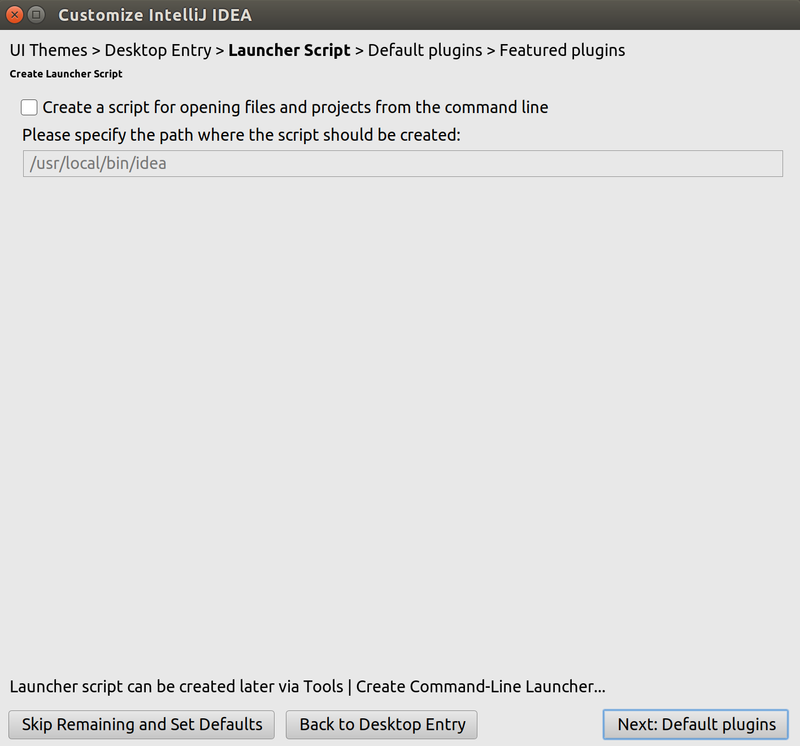 Customize IntelliJ IDEA
UI Themes > Desktop Entry > Launcher Script > Default plugins > Featured plugins
Create Launcher Script
Create a script for opening files and projects from the command line
Please specify the path where the script should be created:
/usr/local/bin/idea
Launcher script can be created later via Tools | Create Command-Line Launcher...
Skip Remaining and Set Defaults
Back to Desktop Entry
Next: Default plugins